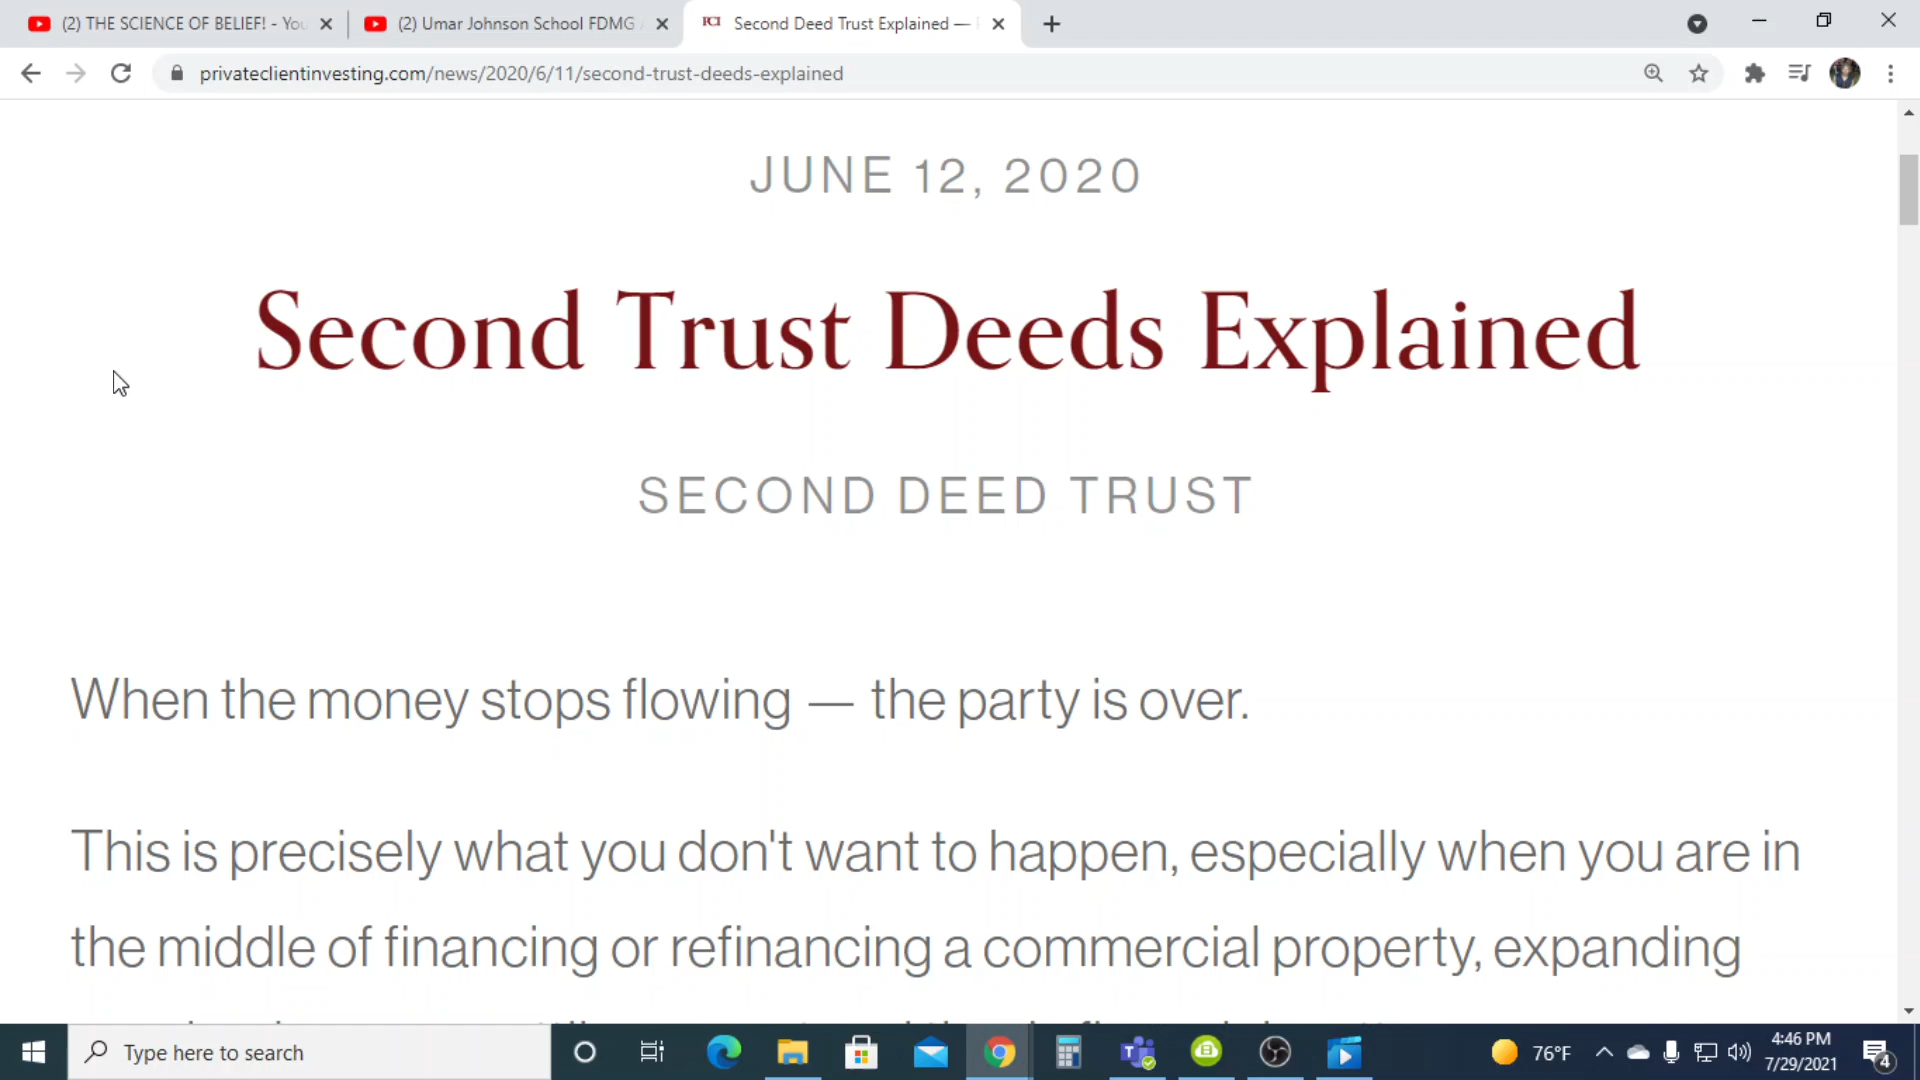 (2) THE SCIENCE OF BELIEF! - You
(2) Umar Johnson School FDMG
Second Deed Trust Explained —
privateclientinvesting.com/news/2020/6/11/second-trust-deeds-explained
JUNE 12, 2020
Second Trust Deeds Explained
SECOND DEED TRUST
When the money stops flowing — the party is over.
This is precisely what you don't want to happen, especially when you are in
the middle of financing or refinancing a commercial property, expanding
Type here to search
76°F
4:46 PM
7/29/2021
4